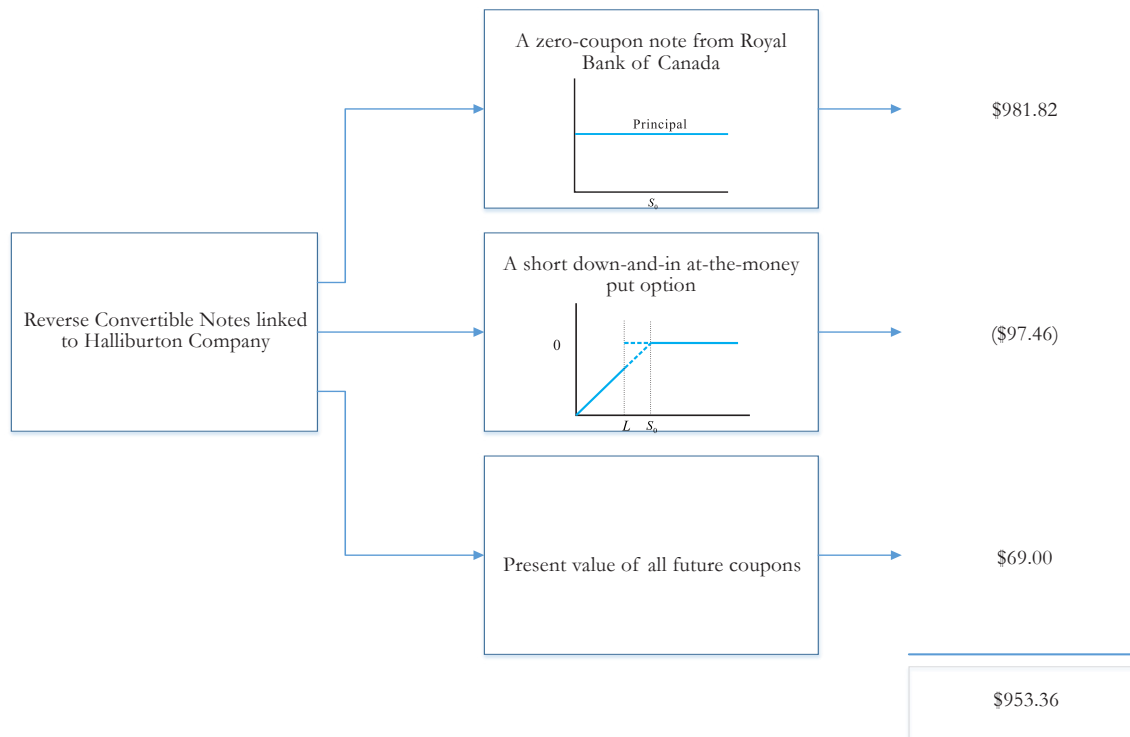 A zero-coupon note from Royal
Bank of Canada
Principal
S₀
$981.82
Reverse Convertible Notes linked
to Halliburton Company
A short down-and-in at-the-money
put option
0
L S₀
($97.46)
Present value of all future coupons
$69.00
$953.36